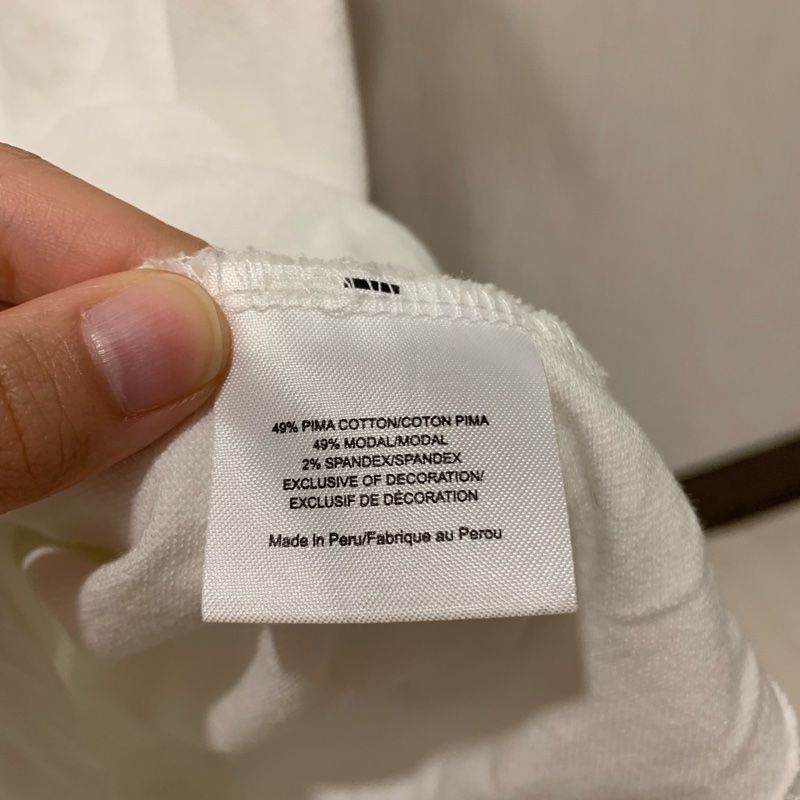 49% PIMA COTTON/COTON PIMA
49% MODAL/MODAL
2% SPANDEX/SPANDEX
EXCLUSIVE OF DECORATION/
EXCLUSIF DE DÉCORATION
Made in Peru/Fabrique au Perou